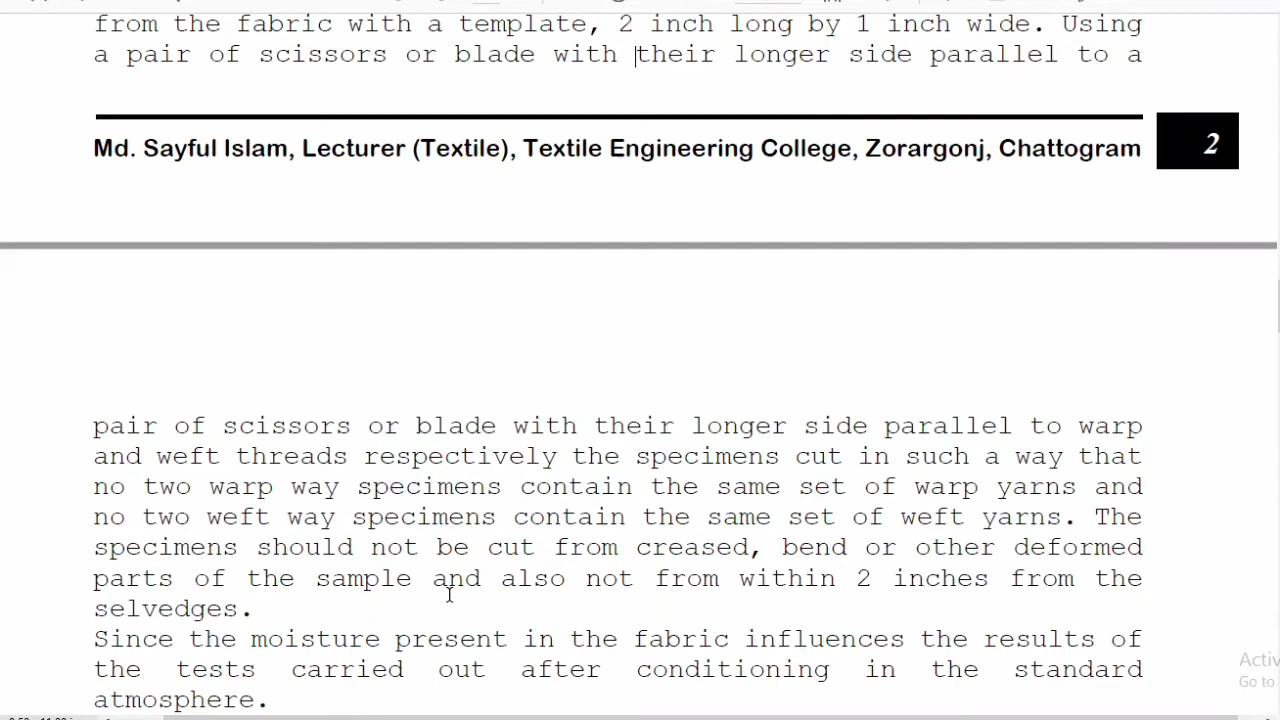 from the fabric with a template, 2 inch long by 1 inch wide. Using
a pair of scissors or blade with their longer side parallel to a
Md. Sayful Islam, Lecturer (Textile), Textile Engineering College, Zorargonj, Chattogram
2
pair of scissors or blade with their longer side parallel to warp
and weft threads respectively the specimens cut in such a way that
no two warp way specimens contain the same set of warp yarns and
no two weft way specimens contain the same set of weft yarns. The
specimens should not be cut from creased, bend or other deformed
parts of the sample and also not from within 2 inches from the
selvedges.
Since the moisture present in the fabric influences the results of
the tests carried out after conditioning in the standard
atmosphere.
Activ
Go to